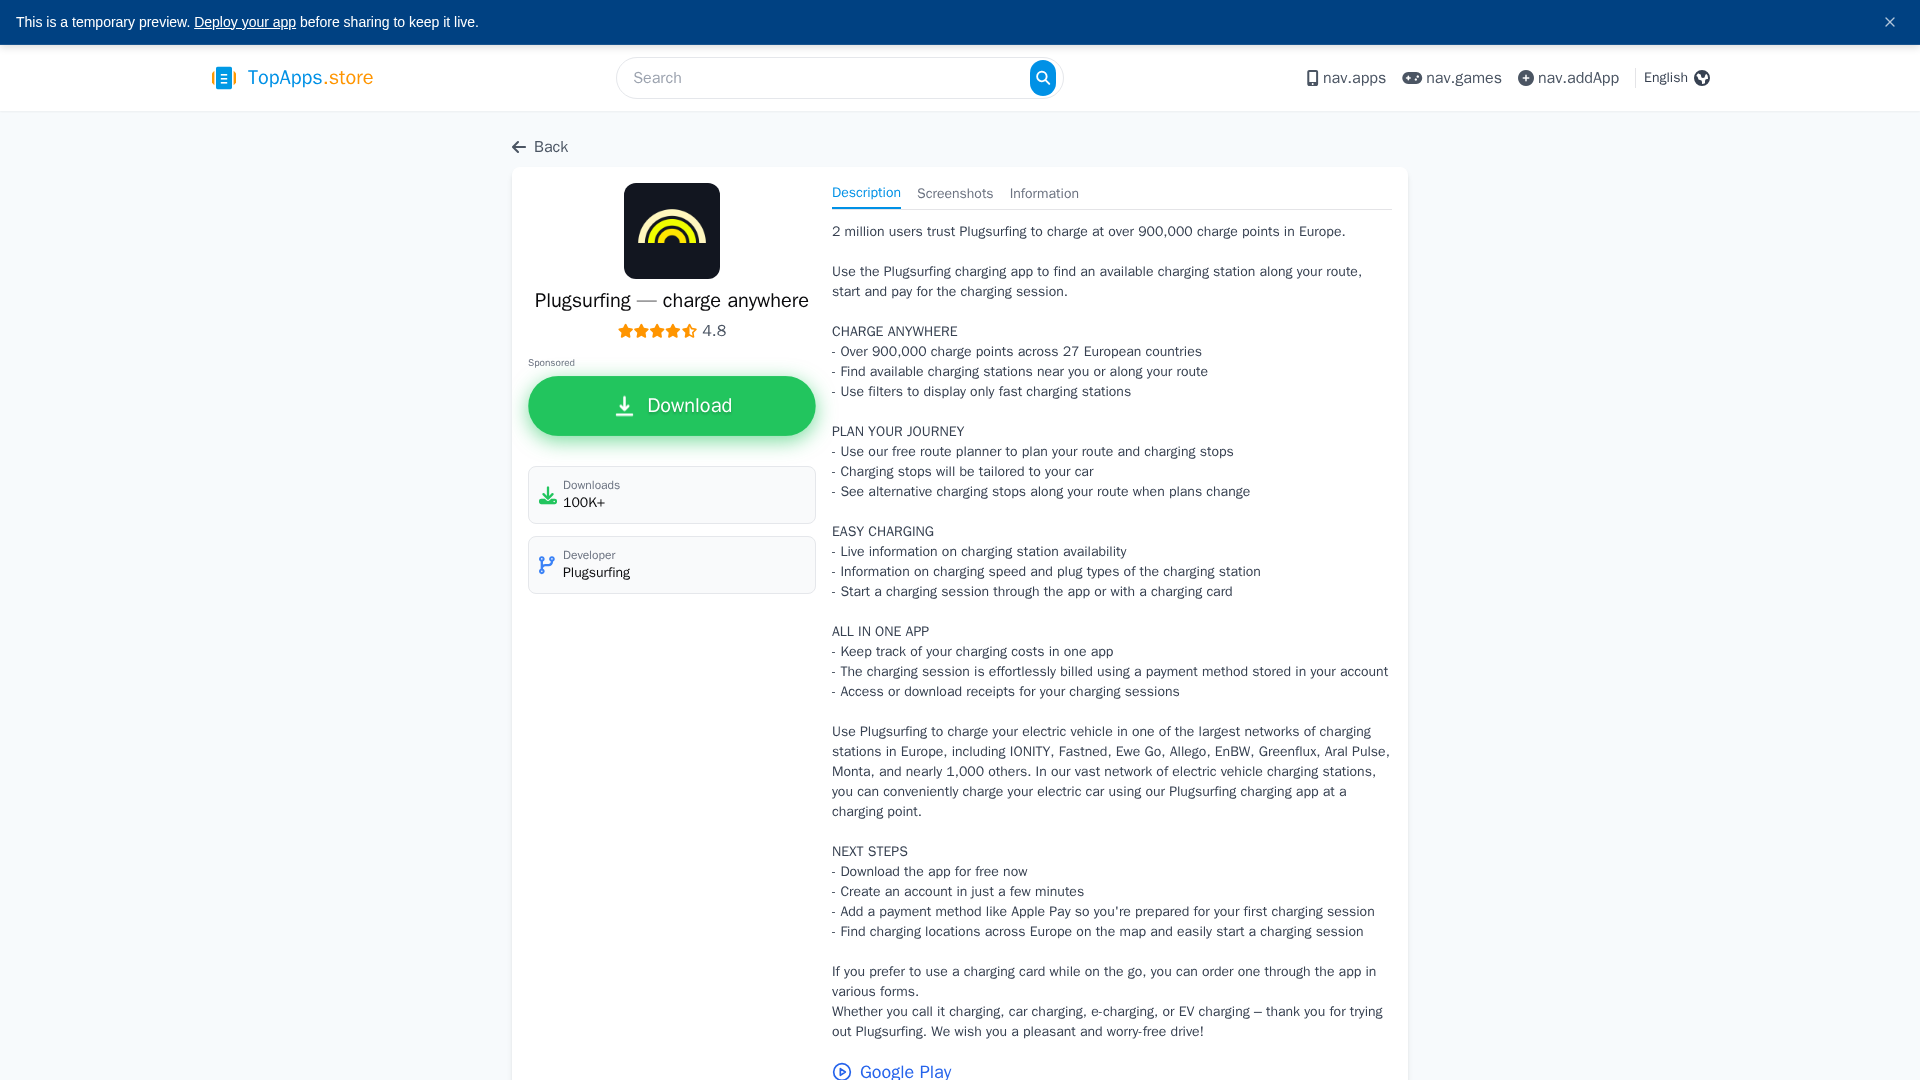 This is a temporary preview. Deploy your app before sharing to keep it live.
TopApps.store
Search
nav.apps
nav.games
nav.addApp
English
Back
Plugsurfing — charge anywhere
4.8
Sponsored
Download
Downloads
100K+
Developer
Plugsurfing
Description
Screenshots
Information
2 million users trust Plugsurfing to charge at over 900,000 charge points in Europe.
Use the Plugsurfing charging app to find an available charging station along your route,
start and pay for the charging session.
CHARGE ANYWHERE
- Over 900,000 charge points across 27 European countries
- Find available charging stations near you or along your route
- Use filters to display only fast charging stations
PLAN YOUR JOURNEY
- Use our free route planner to plan your route and charging stops
- Charging stops will be tailored to your car
- See alternative charging stops along your route when plans change
EASY CHARGING
- Live information on charging station availability
- Information on charging speed and plug types of the charging station
- Start a charging session through the app or with a charging card
ALL IN ONE APP
- Keep track of your charging costs in one app
- The charging session is effortlessly billed using a payment method stored in your account
- Access or download receipts for your charging sessions
Use Plugsurfing to charge your electric vehicle in one of the largest networks of charging
stations in Europe, including IONITY, Fastned, Ewe Go, Allego, EnBW, Greenflux, Aral Pulse,
Monta, and nearly 1,000 others. In our vast network of electric vehicle charging stations,
you can conveniently charge your electric car using our Plugsurfing charging app at a
charging point.
NEXT STEPS
- Download the app for free now
- Create an account in just a few minutes
- Add a payment method like Apple Pay so you're prepared for your first charging session
- Find charging locations across Europe on the map and easily start a charging session
If you prefer to use a charging card while on the go, you can order one through the app in
various forms.
Whether you call it charging, car charging, e-charging, or EV charging – thank you for trying
out Plugsurfing. We wish you a pleasant and worry-free drive!
Google Play